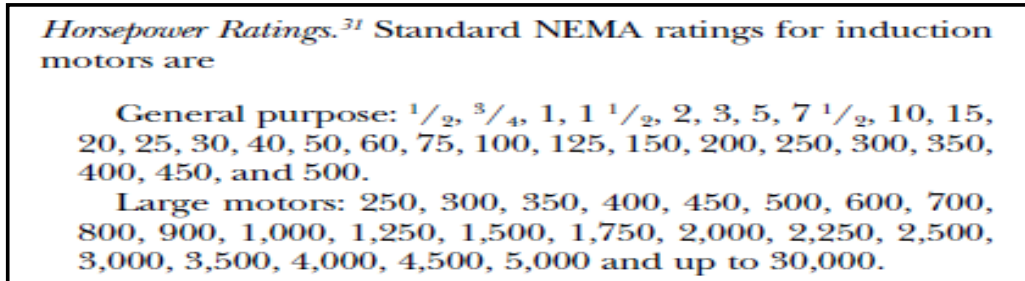 Horsepower Ratings.³¹ Standard NEMA ratings for induction
motors are
General purpose: ¹/₂, ³/₄, 1, 1 ¹/₂, 2, 3, 5, 7 ¹/₂, 10, 15,
20, 25, 30, 40, 50, 60, 75, 100, 125, 150, 200, 250, 300, 350,
400, 450, and 500.
Large motors: 250, 300, 350, 400, 450, 500, 600, 700,
800, 900, 1,000, 1,250, 1,500, 1,750, 2,000, 2,250, 2,500,
3,000, 3,500, 4,000, 4,500, 5,000 and up to 30,000.